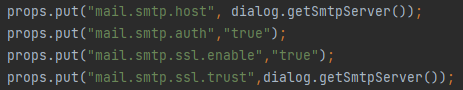 props.put("mail.smtp.host", dialog.getSmtpServer());
props.put("mail.smtp.auth","true");
props.put("mail.smtp.ssl.enable","true");
props.put("mail.smtp.ssl.trust",dialog.getSmtpServer());